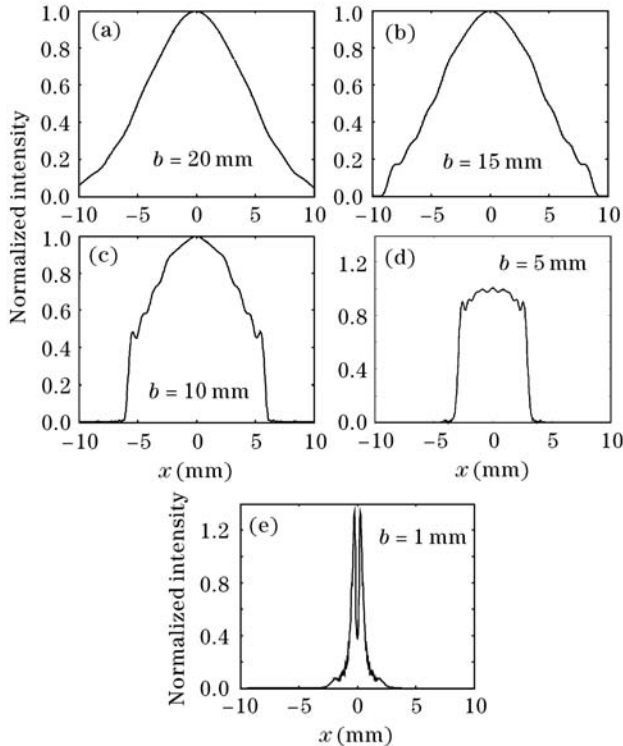 Normalized intensity
(a)
b = 20 mm
1.0
0.8
0.6
0.4
0.2
0.0
−10 −5 0 5 10
(b)
b = 15 mm
1.0
0.8
0.6
0.4
0.2
0.0
−10 −5 0 5 10
(c)
b = 10 mm
1.0
0.8
0.6
0.4
0.2
0.0
−10 −5 0 5 10
x (mm)
(d)
b = 5 mm
1.2
0.8
0.4
0.0
−10 −5 0 5 10
x (mm)
Normalized intensity
(e)
b = 1 mm
1.2
0.8
0.4
0.0
−10 −5 0 5 10
x (mm)